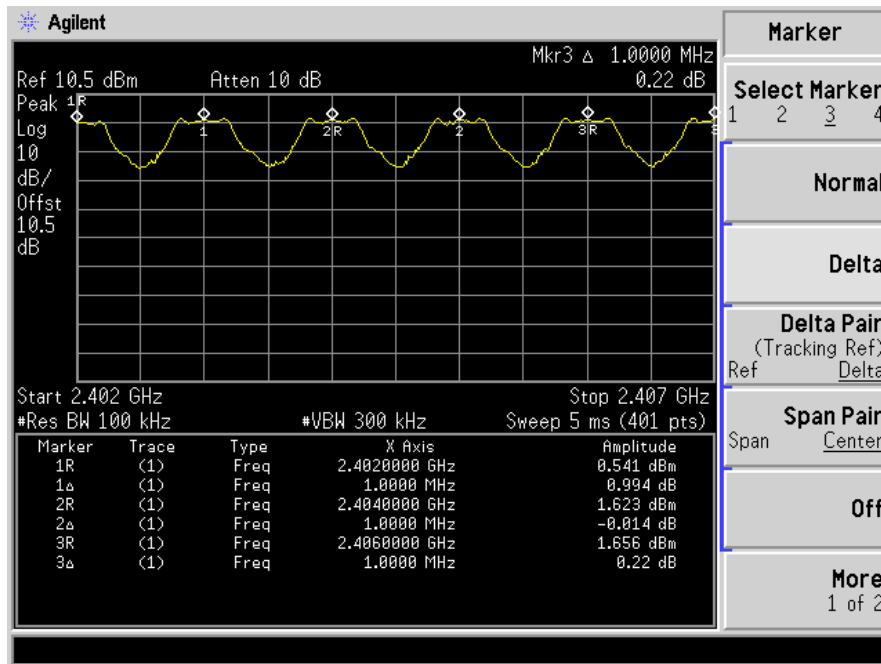 Agilent
Mkr3 Δ 1.0000 MHz
Ref 10.5 dBm Atten 10 dB 0.22 dB
Peak
Log
10
dB/
Offst
10.5
dB
1R
1
2R
2
3R
3
Start 2.402 GHz Stop 2.407 GHz
#Res BW 100 kHz #VBW 300 kHz Sweep 5 ms (401 pts)
Marker Trace Type X Axis Amplitude
1R (1) Freq 2.4020000 GHz 0.541 dBm
1Δ (1) Freq 1.0000 MHz 0.994 dB
2R (1) Freq 2.4040000 GHz 1.623 dBm
2Δ (1) Freq 1.0000 MHz -0.014 dB
3R (1) Freq 2.4060000 GHz 1.656 dBm
3Δ (1) Freq 1.0000 MHz 0.22 dB
Marker
Select Marker
1 2 3 4
Normal
Delta
Delta Pair
(Tracking Ref)
Ref Delta
Span Pair
Span Center
Off
More
1 of 2